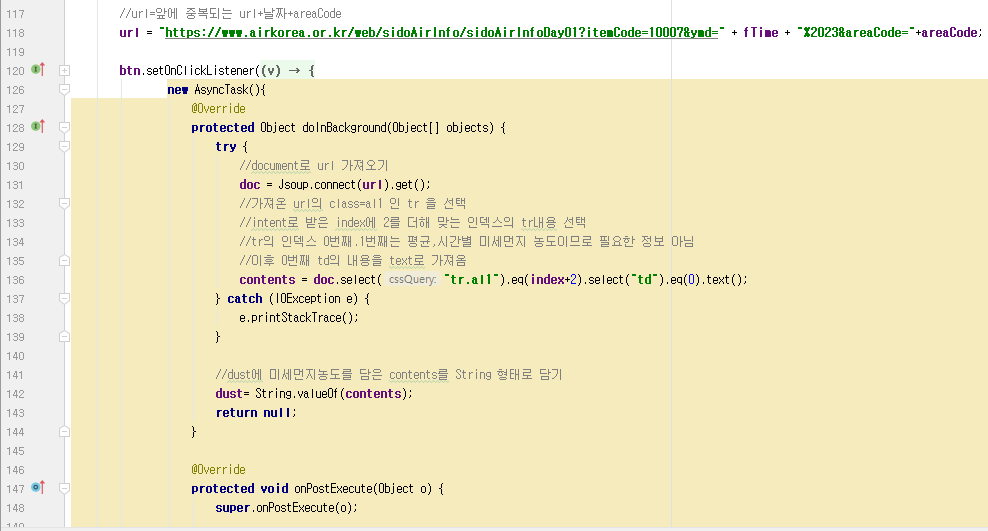 117 //url=앞에 중복되는 url+날짜+areaCode
118 url = "https://www.airkorea.or.kr/web/sidoAirInfo/sidoAirInfoDay01?itemCode=10007&ymd=" + fTime + "%2023&areaCode="+areaCode;
119
120 btn.setOnClickListener((v) → {
126 new AsyncTask(){
127 @Override
128 protected Object doInBackground(Object[] objects) {
129 try {
130 //document로 url 가져오기
131 doc = Jsoup.connect(url).get();
132 //가져온 url의 class=al1 인 tr 을 선택
133 //intent로 받은 index에 2를 더해 맞는 인덱스의 tr내용 선택
134 //tr의 인덱스 0번째,1번째는 평균,시간별 미세먼지 농도이므로 필요한 정보 아님
135 //이후 0번째 td의 내용을 text로 가져옴
136 contents = doc.select( cssQuery: "tr.al1").eq(index+2).select("td").eq(0).text();
137 } catch (IOException e) {
138 e.printStackTrace();
139 }
140
141 //dust에 미세먼지농도를 담은 contents를 String 형태로 담기
142 dust= String.valueOf(contents);
143 return null;
144 }
145
146 @Override
147 protected void onPostExecute(Object o) {
148 super.onPostExecute(o);
149